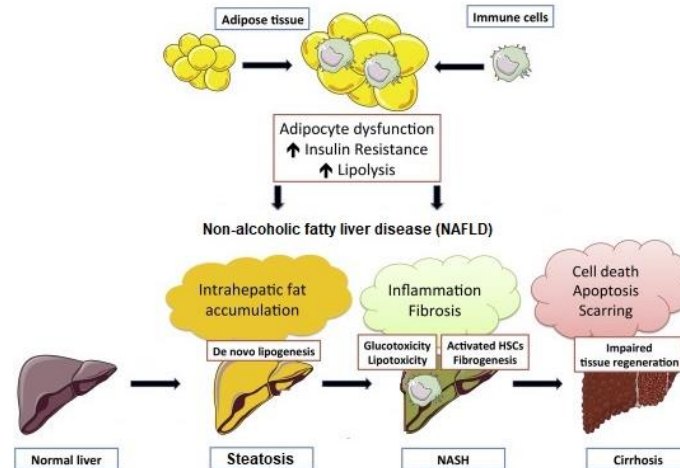 Adipose tissue
Immune cells
Adipocyte dysfunction
↑ Insulin Resistance
↑ Lipolysis
Non-alcoholic fatty liver disease (NAFLD)
Intrahepatic fat
accumulation
De novo lipogenesis
Inflammation
Fibrosis
Glucotoxicity
Lipotoxicity
Activated HSCs
Fibrogenesis
Cell death
Apoptosis
Scarring
Impaired
tissue regeneration
Normal liver
Steatosis
NASH
Cirrhosis